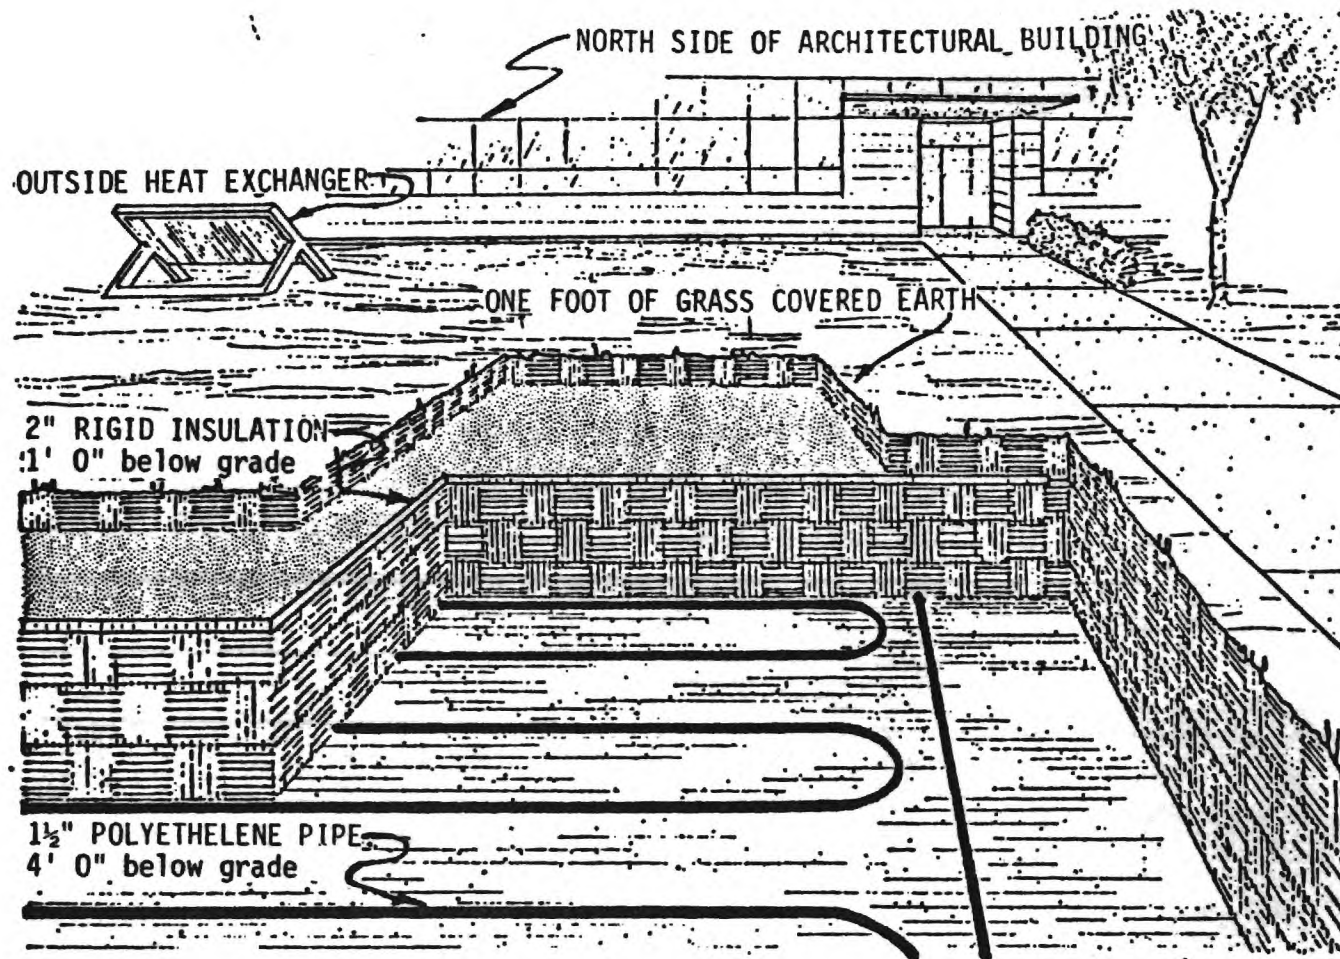 NORTH SIDE OF ARCHITECTURAL BUILDING
OUTSIDE HEAT EXCHANGER
ONE FOOT OF GRASS COVERED EARTH
2" RIGID INSULATION
1' 0" below grade
1½" POLYETHELENE PIPE
4' 0" below grade